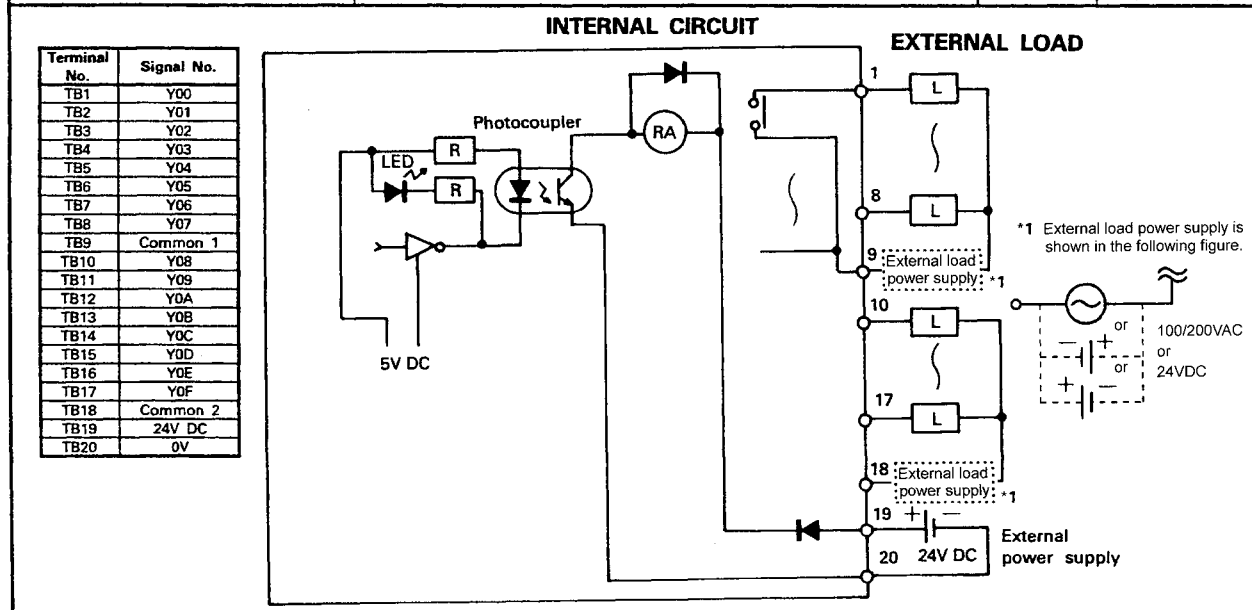 INTERNAL CIRCUIT
EXTERNAL LOAD
Terminal No. Signal No.
TB1 Y00
TB2 Y01
TB3 Y02
TB4 Y03
TB5 Y04
TB6 Y05
TB7 Y06
TB8 Y07
TB9 Common 1
TB10 Y08
TB11 Y09
TB12 Y0A
TB13 Y0B
TB14 Y0C
TB15 Y0D
TB16 Y0E
TB17 Y0F
TB18 Common 2
TB19 24V DC
TB20 0V
Photocoupler
RA
LED
R
R
5V DC
1
L
8
L
9
External load
power supply
*1
10
L
17
L
18
External load
power supply
*1
19
+ −
20
24V DC
External
power supply
*1 External load power supply is
shown in the following figure.
or
− +
or
+ −
100/200VAC
or
24VDC